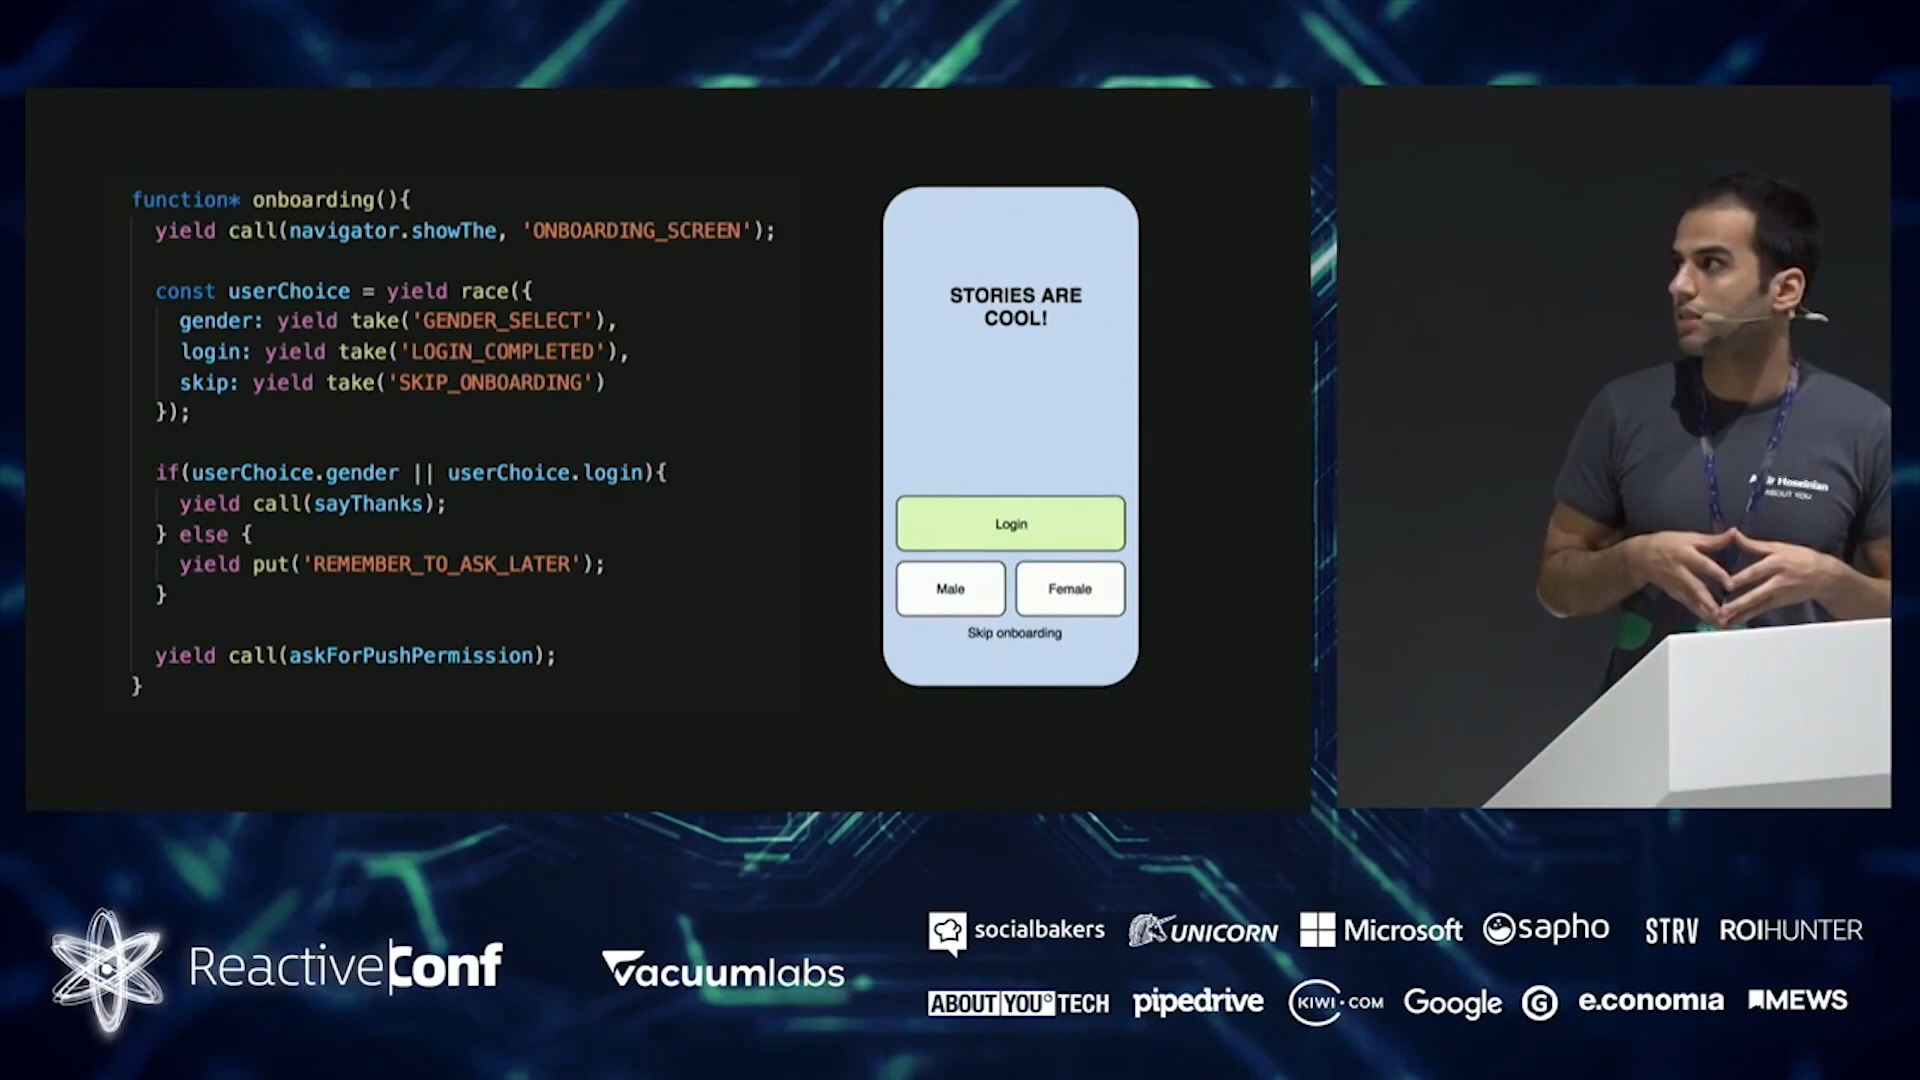 function* onboarding(){
yield call(navigator.showThe, 'ONBOARDING_SCREEN');
const userChoice = yield race({
gender: yield take('GENDER_SELECT'),
login: yield take('LOGIN_COMPLETED'),
skip: yield take('SKIP_ONBOARDING')
});
if(userChoice.gender || userChoice.login){
yield call(sayThanks);
} else {
yield put('REMEMBER_TO_ASK_LATER');
}
yield call(askForPushPermission);
}
STORIES ARE
COOL!
Login
Male Female
Skip onboarding
Hoseinian
ABOUT YOU
ReactiveConf
vacuumlabs
socialbakers UNICORN Microsoft sapho STRV ROIHUNTER
ABOUT YOU° TECH pipedrive KIWI.COM Google G e.conomia MEWS